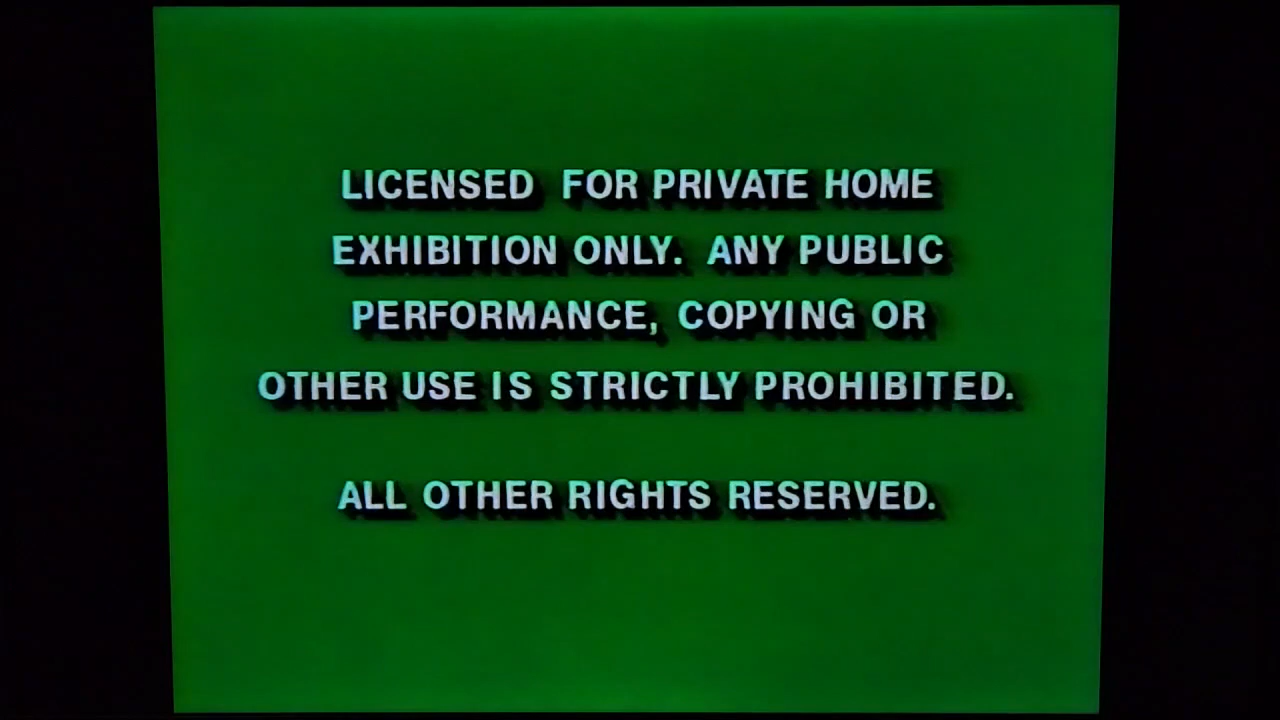 LICENSED FOR PRIVATE HOME
EXHIBITION ONLY. ANY PUBLIC
PERFORMANCE, COPYING OR
OTHER USE IS STRICTLY PROHIBITED.
ALL OTHER RIGHTS RESERVED.